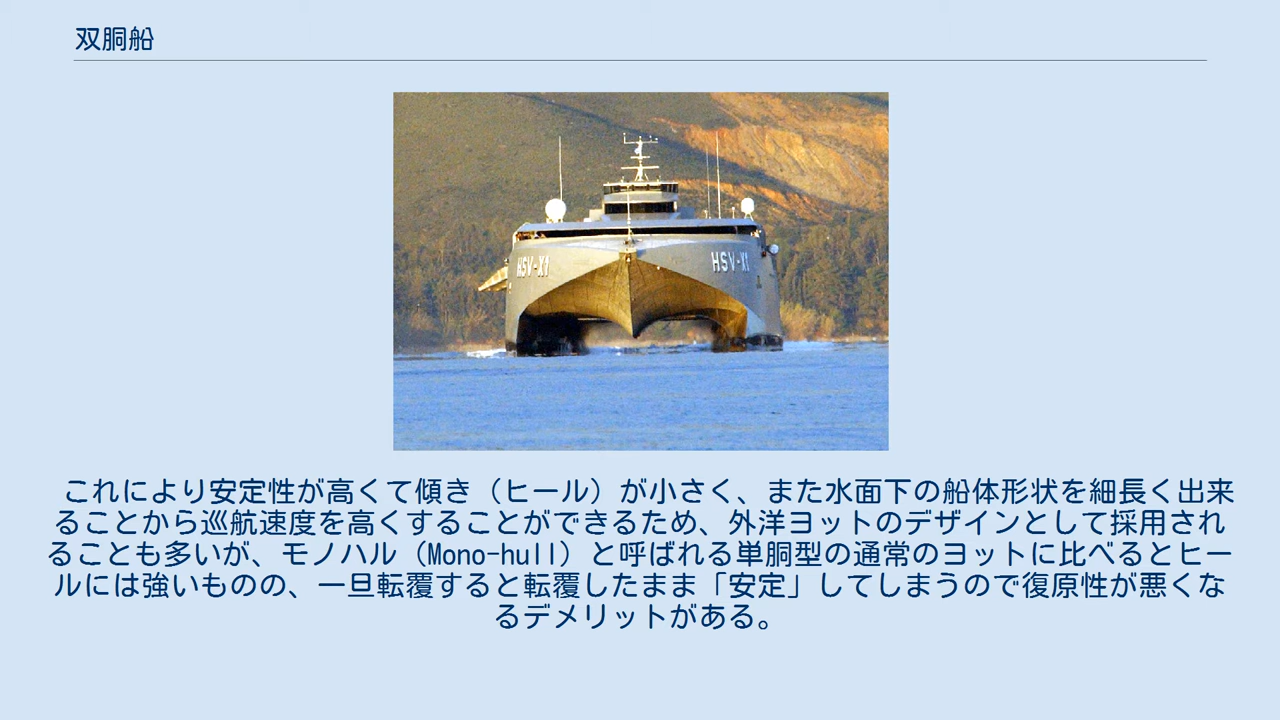 双胴船
HSV-X1
HSV-X1
これにより安定性が高くて傾き（ヒール）が小さく、また水面下の船体形状を細長く出来
ることから巡航速度を高くすることができるため、外洋ヨットのデザインとして採用され
ることも多いが、モノハル（Mono-hull）と呼ばれる単胴型の通常のヨットに比べるとヒー
ルには強いものの、一旦転覆すると転覆したまま「安定」してしまうので復原性が悪くな
るデメリットがある。